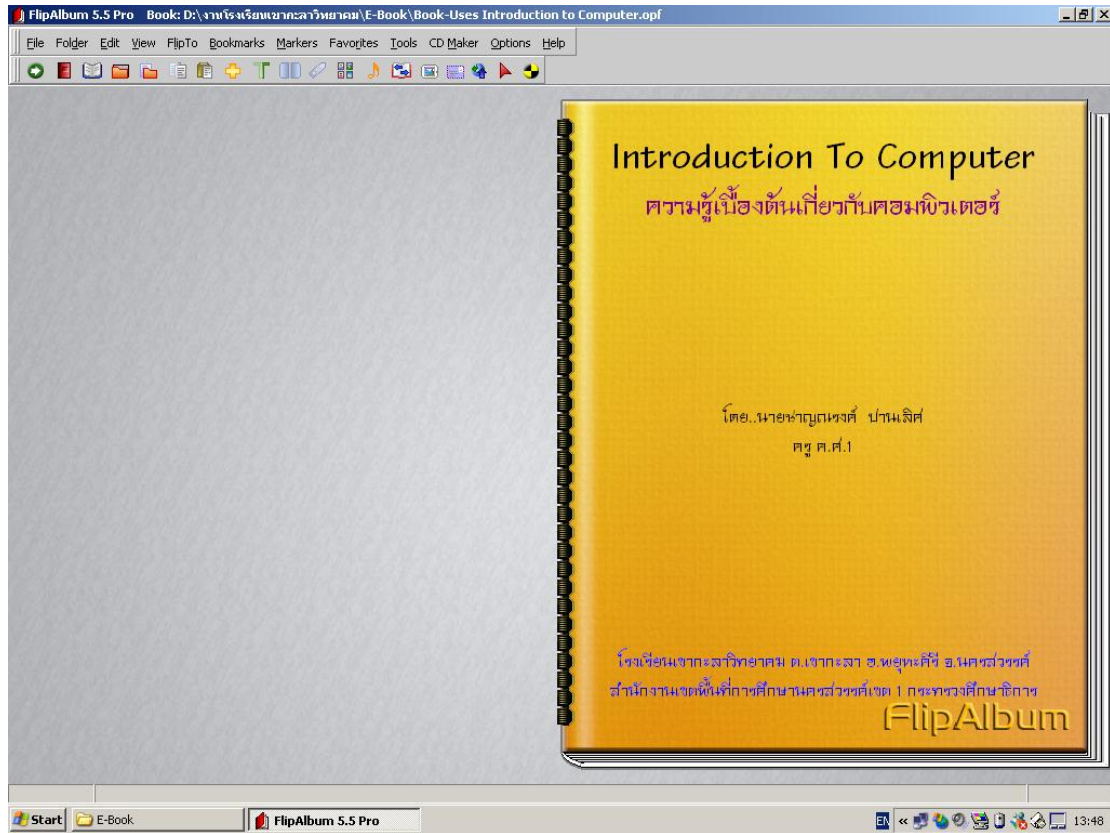 FlipAlbum 5.5 Pro Book: D:\งานโรงเรียนเขากะลาวิทยาคม\E-Book\Book-Uses Introduction to Computer.opf
File Folder Edit View FlipTo Bookmarks Markers Favorites Tools CD Maker Options Help
Introduction To Computer
ความรู้เบื้องต้นเกี่ยวกับคอมพิวเตอร์
โดย..นายชาญณรงค์ ปานเลิศ
ครู ค.ศ.1
โรงเรียนเขากะลาวิทยาคม ต.เขากะลา อ.พยุหะคีรี จ.นครสวรรค์
สำนักงานเขตพื้นที่การศึกษานครสวรรค์เขต 1 กระทรวงศึกษาธิการ
FlipAlbum
Start E-Book FlipAlbum 5.5 Pro EN « 13:48